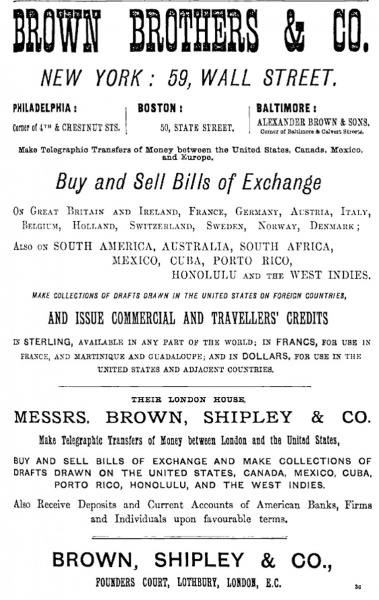 BROWN BROTHERS & CO.
NEW YORK: 59, WALL STREET.
PHILADELPHIA:
Corner of 4TH & CHESTNUT STS.
BOSTON:
50, STATE STREET.
BALTIMORE:
ALEXANDER BROWN & SONS.
Corner of Baltimore & Calvert Streets.
Make Telegraphic Transfers of Money between the United States, Canada, Mexico,
and Europe.
Buy and Sell Bills of Exchange
ON GREAT BRITAIN AND IRELAND, FRANCE, GERMANY, AUSTRIA, ITALY,
BELGIUM, HOLLAND, SWITZERLAND, SWEDEN, NORWAY, DENMARK;
ALSO ON SOUTH AMERICA, AUSTRALIA, SOUTH AFRICA,
MEXICO, CUBA, PORTO RICO,
HONOLULU AND THE WEST INDIES.
MAKE COLLECTIONS OF DRAFTS DRAWN IN THE UNITED STATES ON FOREIGN COUNTRIES,
AND ISSUE COMMERCIAL AND TRAVELLERS' CREDITS
IN STERLING, AVAILABLE IN ANY PART OF THE WORLD; IN FRANCS, FOR USE IN
FRANCE, AND MARTINIQUE AND GUADALOUPE; AND IN DOLLARS, FOR USE IN THE
UNITED STATES AND ADJACENT COUNTRIES.
THEIR LONDON HOUSE,
MESSRS. BROWN, SHIPLEY & CO.
Make Telegraphic Transfers of Money between London and the United States,
BUY AND SELL BILLS OF EXCHANGE AND MAKE COLLECTIONS OF
DRAFTS DRAWN ON THE UNITED STATES, CANADA, MEXICO, CUBA,
PORTO RICO, HONOLULU, AND THE WEST INDIES.
Also Receive Deposits and Current Accounts of American Banks, Firms
and Individuals upon favourable terms.
BROWN, SHIPLEY & CO.,
FOUNDERS COURT, LOTHBURY, LONDON, E.C.